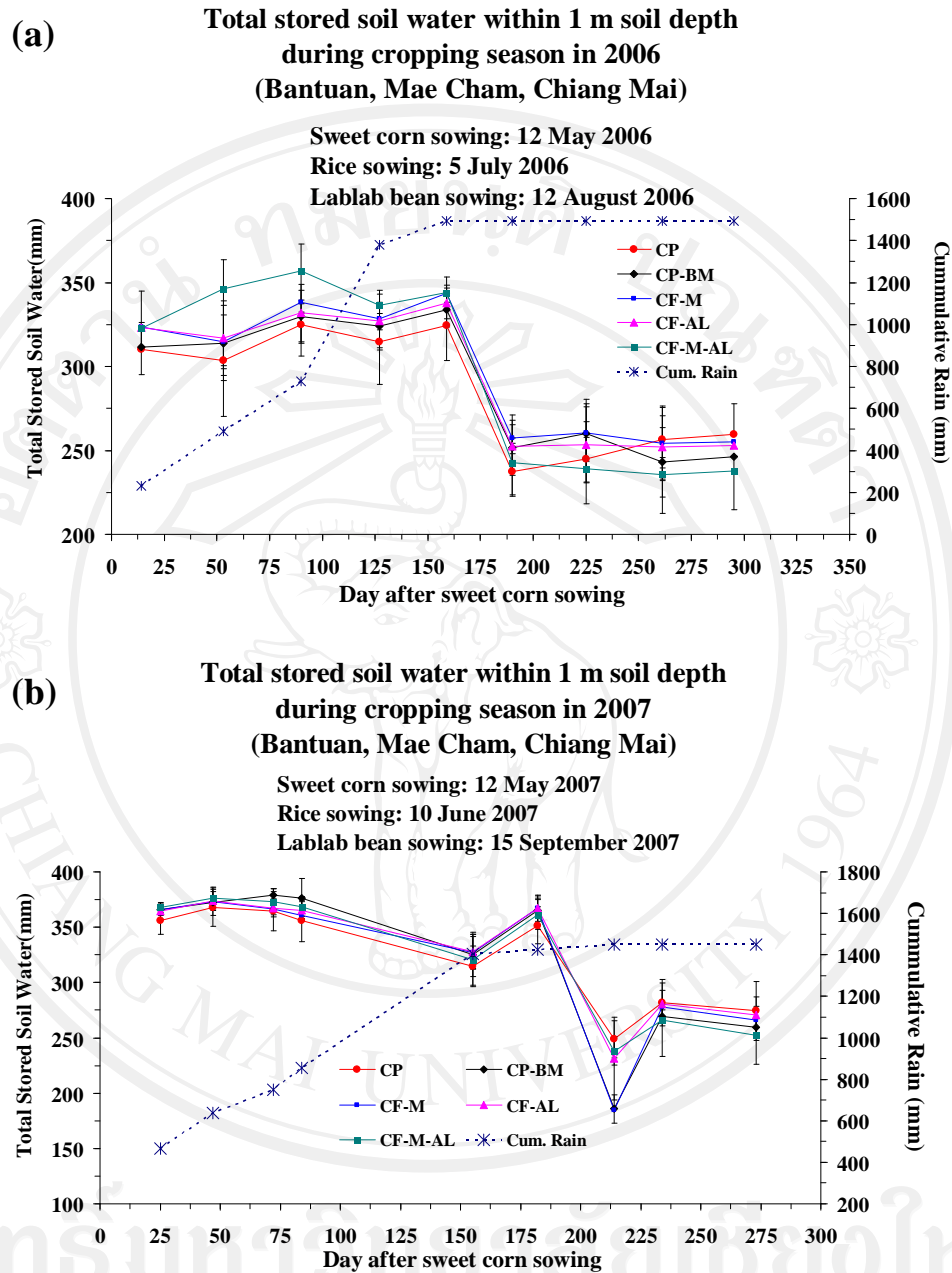 (a)
Total stored soil water within 1 m soil depth
during cropping season in 2006
(Bantuan, Mae Cham, Chiang Mai)
Sweet corn sowing: 12 May 2006
Rice sowing: 5 July 2006
Lablab bean sowing: 12 August 2006
Total Stored Soil Water(mm)
400
350
300
250
200
CP
CP-BM
CF-M
CF-AL
CF-M-AL
Cum. Rain
1600
1400
1200
1000
800
600
400
200
0
Cummulative Rain (mm)
0 25 50 75 100 125 150 175 200 225 250 275 300 325 350
Day after sweet corn sowing
(b)
Total stored soil water within 1 m soil depth
during cropping season in 2007
(Bantuan, Mae Cham, Chiang Mai)
Sweet corn sowing: 12 May 2007
Rice sowing: 10 June 2007
Lablab bean sowing: 15 September 2007
Total Stored Soil Water(mm)
400
350
300
250
200
150
100
CP CP-BM
CF-M CF-AL
CF-M-AL Cum. Rain
1800
1600
1400
1200
1000
800
600
400
200
Cummulative Rain (mm)
0 25 50 75 100 125 150 175 200 225 250 275 300
Day after sweet corn sowing
CHIANG MAI UNIVERSITY 1964